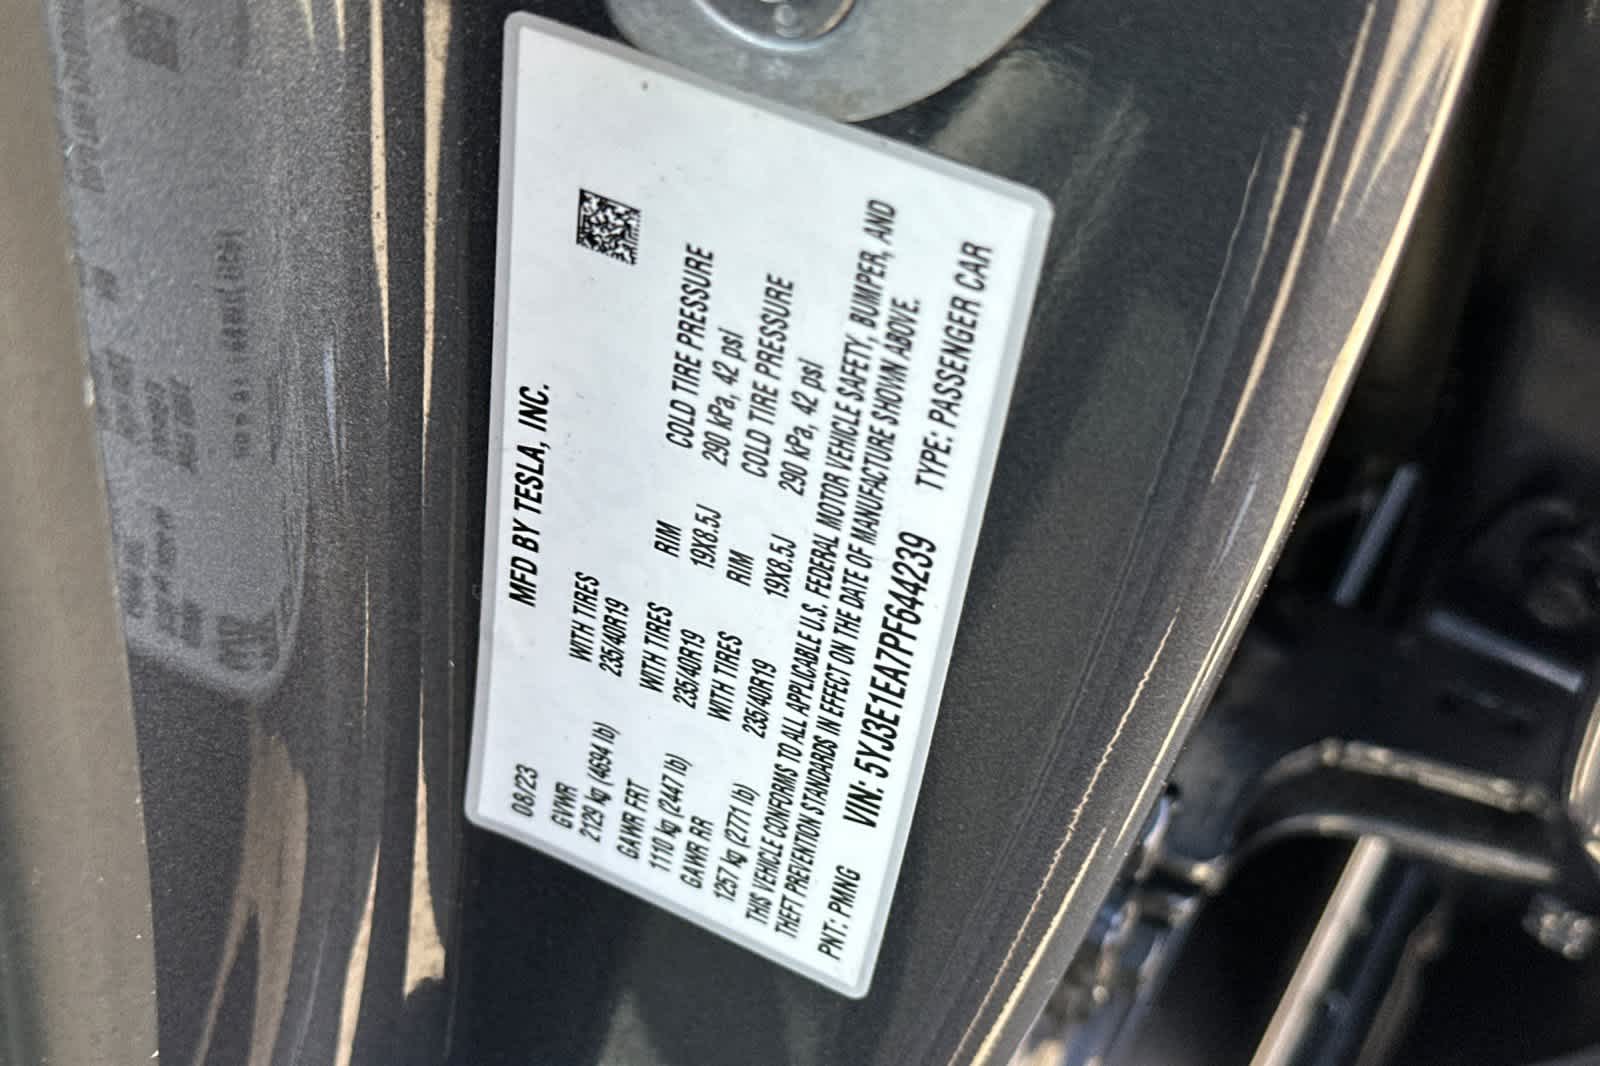 MFD BY TESLA, INC.
08/23
GVWR WITH TIRES RIM COLD TIRE PRESSURE
2129 kg (4694 lb) 235/40R19 19X8.5J 290 kPa, 42 psi
GAWR FRT WITH TIRES RIM COLD TIRE PRESSURE
1110 kg (2447 lb) 235/40R19 19X8.5J 290 kPa, 42 psi
GAWR RR WITH TIRES
1257 kg (2771 lb) 235/40R19
THIS VEHICLE CONFORMS TO ALL APPLICABLE U.S. FEDERAL MOTOR VEHICLE SAFETY, BUMPER, AND
THEFT PREVENTION STANDARDS IN EFFECT ON THE DATE OF MANUFACTURE SHOWN ABOVE.
PNT: PMNG VIN: 5YJ3E1EA7PF644239 TYPE: PASSENGER CAR